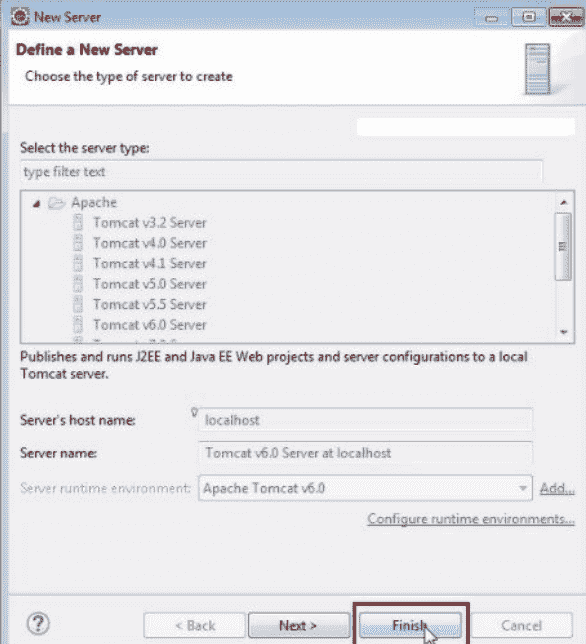 New Server
Define a New Server
Choose the type of server to create
Select the server type:
type filter text
Apache
Tomcat v3.2 Server
Tomcat v4.0 Server
Tomcat v4.1 Server
Tomcat v5.0 Server
Tomcat v5.5 Server
Tomcat v6.0 Server
Publishes and runs J2EE and Java EE Web projects and server configurations to a local
Tomcat server.
Server's host name: localhost
Server name: Tomcat v6.0 Server at localhost
Server runtime environment: Apache Tomcat v6.0 Add...
Configure runtime environments...
? < Back Next > Finish Cancel